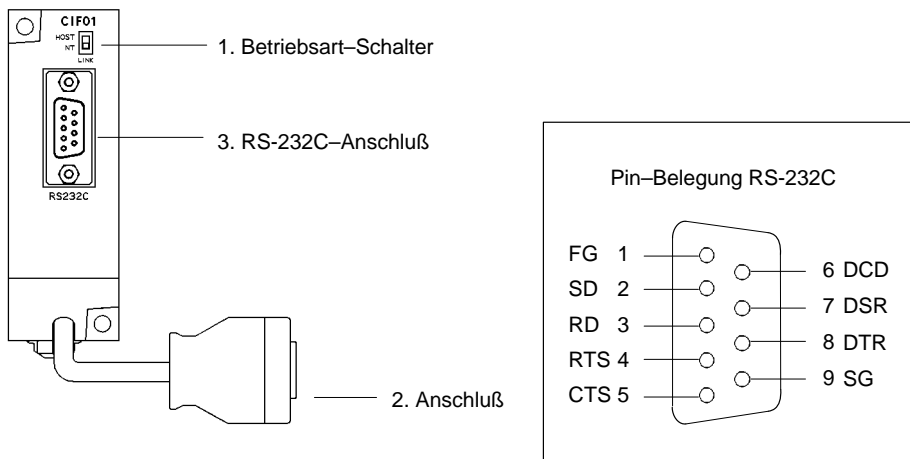 CIF01
HOST
NT
LINK
1. Betriebsart–Schalter
3. RS-232C–Anschluß
RS232C
2. Anschluß
Pin–Belegung RS-232C
FG 1
SD 2
RD 3
RTS 4
CTS 5
6 DCD
7 DSR
8 DTR
9 SG